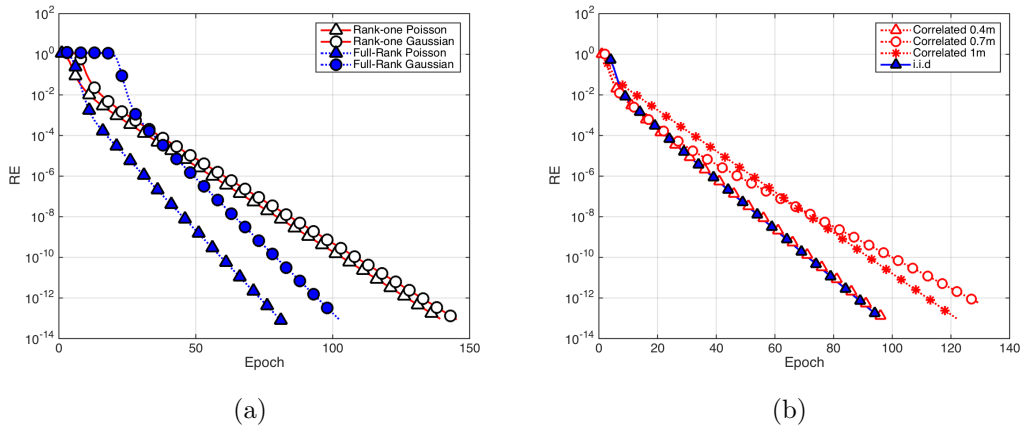 Rank-one Poisson
Rank-one Gaussian
Full-Rank Poisson
Full-Rank Gaussian
10^2
10^0
10^-2
10^-4
10^-6
10^-8
10^-10
10^-12
10^-14
RE
0 50 100 150
Epoch
(a)
Correlated 0.4m
Correlated 0.7m
Correlated 1m
i.i.d
10^2
10^0
10^-2
10^-4
10^-6
10^-8
10^-10
10^-12
10^-14
RE
0 20 40 60 80 100 120 140
Epoch
(b)